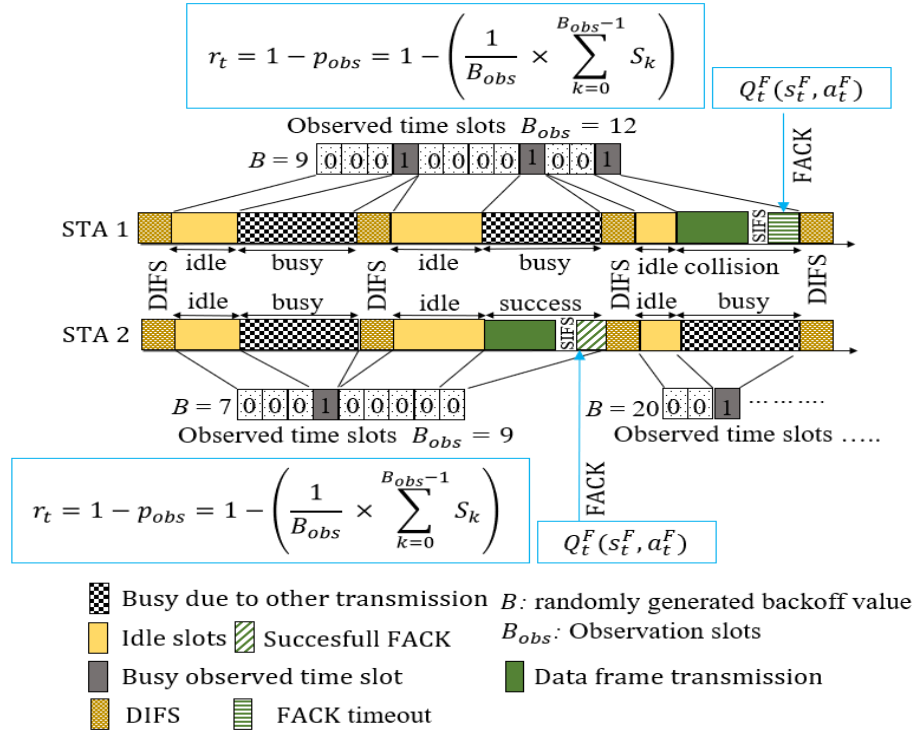 r_t = 1 − p_obs = 1 − (1/B_obs × ∑_{k=0}^{B_obs−1} S_k)
Q_t^F(s_t^F, a_t^F)
Observed time slots B_obs = 12
FACK
B = 9 0 0 0 1 0 0 0 0 1 0 0 1
STA 1
SIFS
idle busy idle busy idle collision
DIFS DIFS DIFS DIFS
idle busy idle success idle busy
STA 2
SIFS
B = 7 0 0 0 1 0 0 0 0 0
B = 20 0 0 1 ... ... ....
Observed time slots B_obs = 9
Observed time slots .....
FACK
r_t = 1 − p_obs = 1 − (1/B_obs × ∑_{k=0}^{B_obs−1} S_k)
Q_t^F(s_t^F, a_t^F)
Busy due to other transmission
B: randomly generated backoff value
Idle slots
Succesfull FACK
B_obs: Observation slots
Busy observed time slot
Data frame transmission
DIFS
FACK timeout